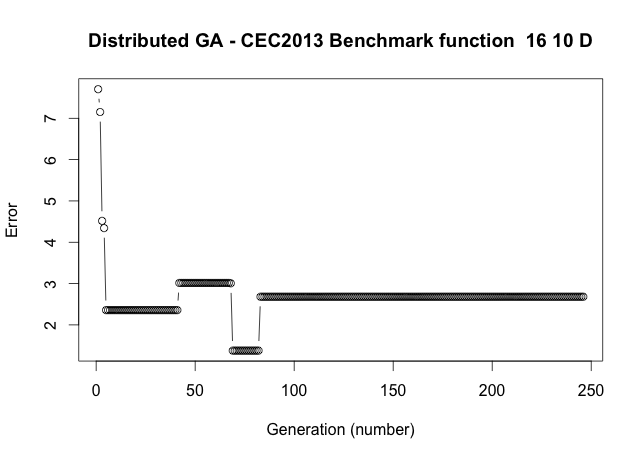 Distributed GA - CEC2013 Benchmark function  16 10 D
Error
7
6
5
4
3
2
0 50 100 150 200 250
Generation (number)